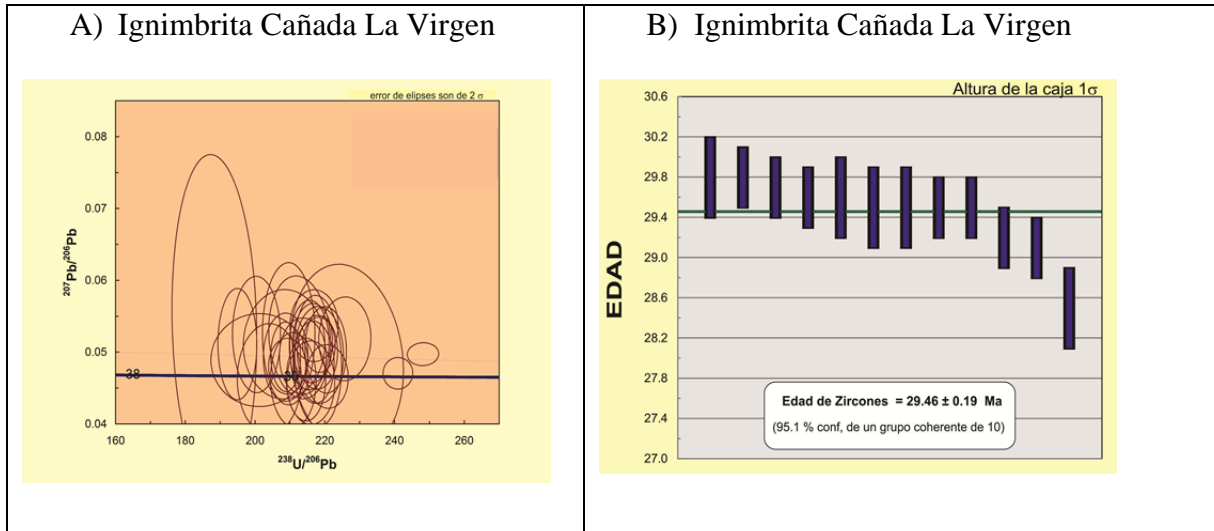 A) Ignimbrita Cañada La Virgen
error de elipses son de 2 σ
0.08
0.07
0.06
0.05
0.04
207Pb/206Pb
38
30
160
180
200
220
240
260
238U/206Pb
B) Ignimbrita Cañada La Virgen
Altura de la caja 1σ
30.6
30.2
29.8
29.4
29.0
28.6
28.2
27.8
27.4
27.0
EDAD
Edad de Zircones = 29.46 ± 0.19 Ma
(95.1 % conf, de un grupo coherente de 10)